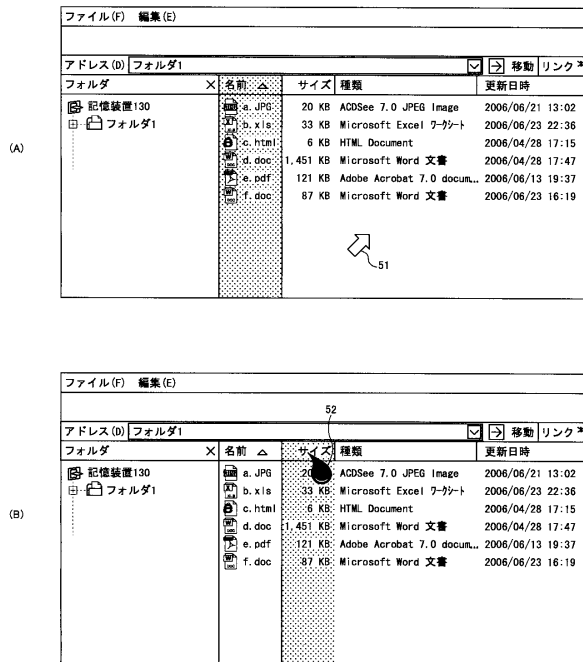 ファイル(F) 編集(E)
アドレス(D) フォルダ1 移動 リンク
フォルダ × 名前 サイズ 種類 更新日時
記憶装置130 a.JPG 20 KB ACDSee 7.0 JPEG Image 2006/06/21 13:02
フォルダ1 b.xls 33 KB Microsoft Excel ワークシート 2006/06/23 22:36
c.html 6 KB HTML Document 2006/04/28 17:15
(A)
d.doc 1,451 KB Microsoft Word 文書 2006/04/28 17:47
e.pdf 121 KB Adobe Acrobat 7.0 docum... 2006/06/13 19:37
f.doc 87 KB Microsoft Word 文書 2006/06/23 16:19
51
ファイル(F) 編集(E)
52
アドレス(D) フォルダ1 移動 リンク
フォルダ × 名前 サイズ 種類 更新日時
記憶装置130 a.JPG ACDSee 7.0 JPEG Image 2006/06/21 13:02
フォルダ1 b.xls 33 KB Microsoft Excel ワークシート 2006/06/23 22:36
c.html 6 KB HTML Document 2006/04/28 17:15
(B)
d.doc 1,451 KB Microsoft Word 文書 2006/04/28 17:47
e.pdf 121 KB Adobe Acrobat 7.0 docum... 2006/06/13 19:37
f.doc 87 KB Microsoft Word 文書 2006/06/23 16:19